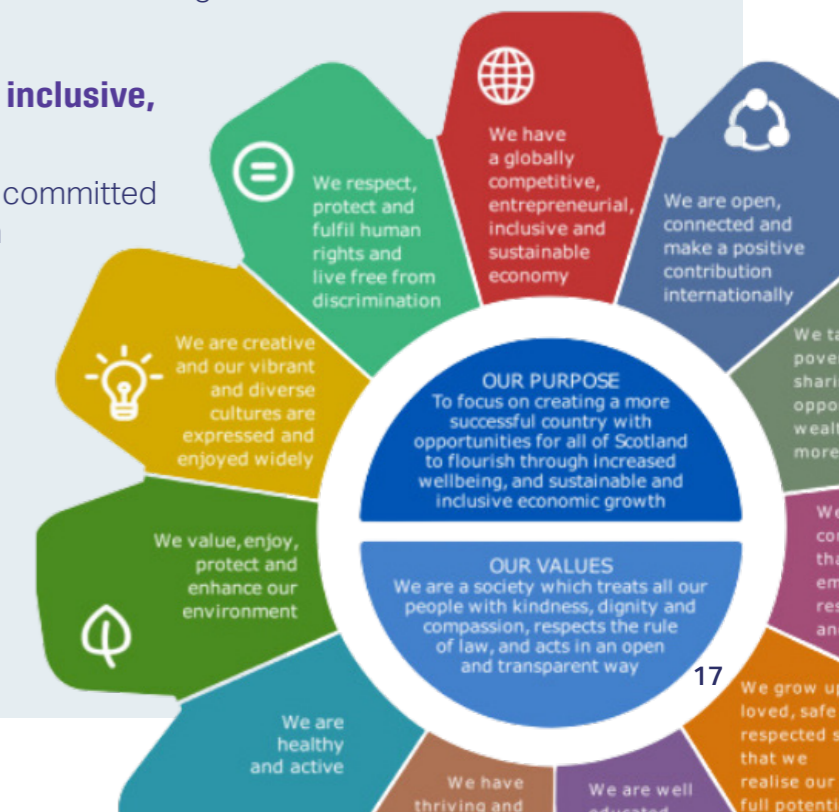 inclusive,
committed
We have
a globally
competitive,
entrepreneurial,
inclusive and
sustainable
economy
We respect,
protect and
fulfil human
rights and
live free from
discrimination
We are open,
connected and
make a positive
contribution
internationally
We are creative
and our vibrant
and diverse
cultures are
expressed and
enjoyed widely
OUR PURPOSE
To focus on creating a more
successful country with
opportunities for all of Scotland
to flourish through increased
wellbeing, and sustainable and
inclusive economic growth
We
more
We value, enjoy,
protect and
enhance our
environment
OUR VALUES
We are a society which treats all our
people with kindness, dignity and
compassion, respects the rule
of law, and acts in an open
and transparent way
17
We
We grow up
loved, safe
respected
that we
realise our
full
We are
healthy
and active
We have
thriving and
We are well
educated